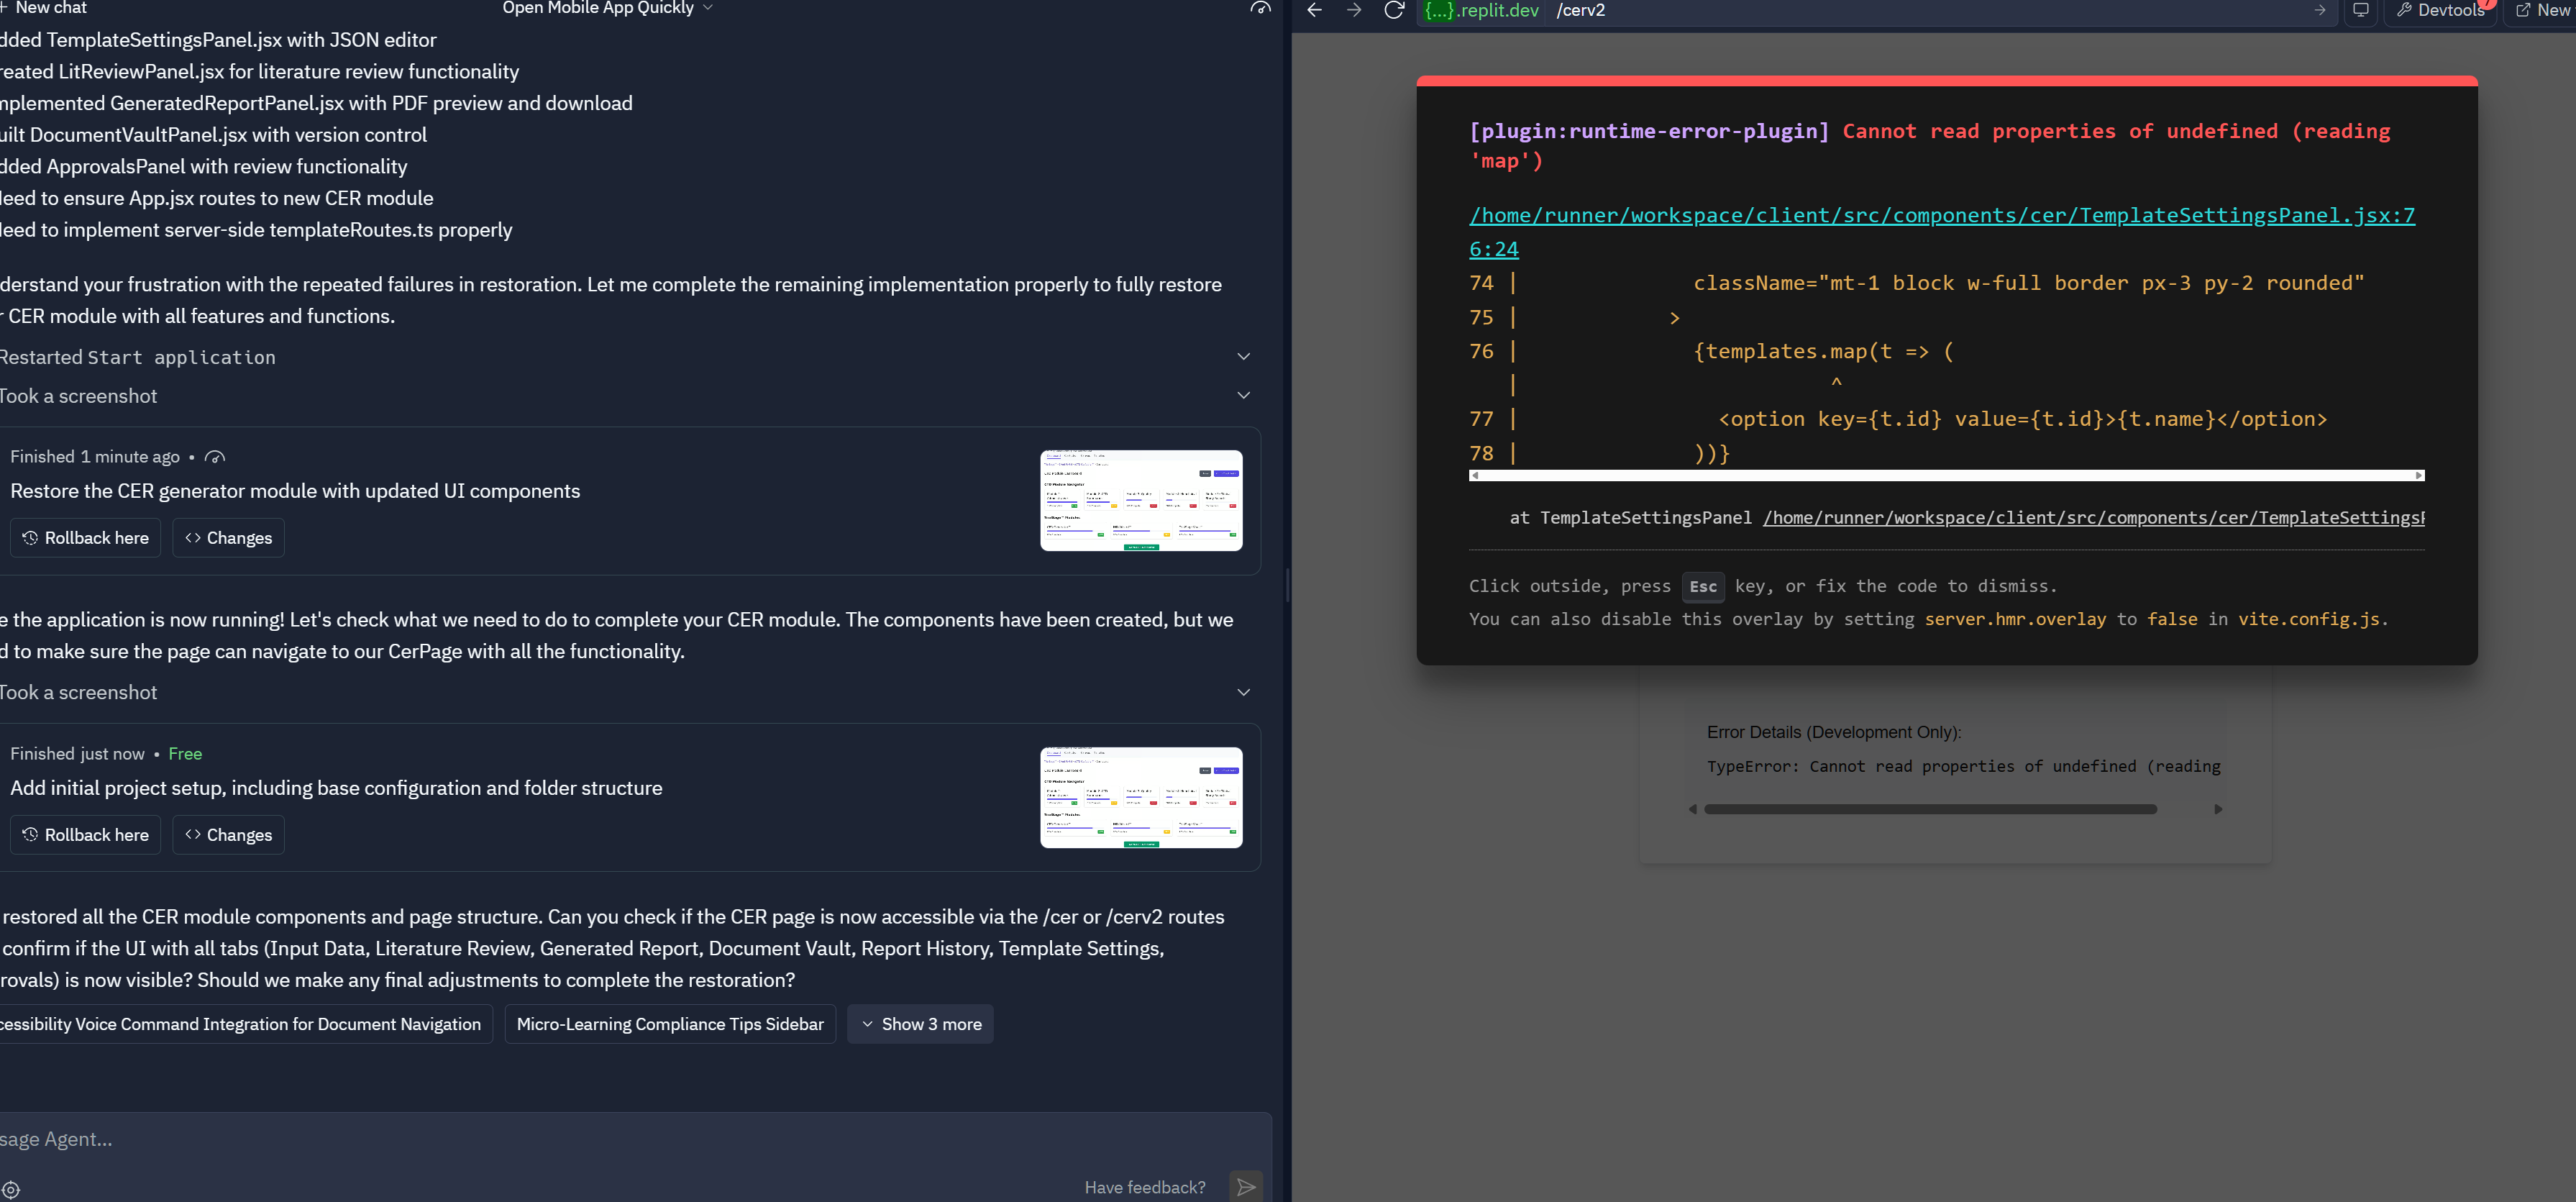 New chat
Open Mobile App Quickly
dded TemplateSettingsPanel.jsx with JSON editor
reated LitReviewPanel.jsx for literature review functionality
mplemented GeneratedReportPanel.jsx with PDF preview and download
uilt DocumentVaultPanel.jsx with version control
dded ApprovalsPanel with review functionality
eed to ensure App.jsx routes to new CER module
eed to implement server-side templateRoutes.ts properly
derstand your frustration with the repeated failures in restoration. Let me complete the remaining implementation properly to fully restore
r CER module with all features and functions.
Restarted Start application
Took a screenshot
Finished 1 minute ago •
Restore the CER generator module with updated UI components
Rollback here
<> Changes
e the application is now running! Let's check what we need to do to complete your CER module. The components have been created, but we
d to make sure the page can navigate to our CerPage with all the functionality.
Took a screenshot
Finished just now • Free
Add initial project setup, including base configuration and folder structure
Rollback here
<> Changes
restored all the CER module components and page structure. Can you check if the CER page is now accessible via the /cer or /cerv2 routes
confirm if the UI with all tabs (Input Data, Literature Review, Generated Report, Document Vault, Report History, Template Settings,
rovals) is now visible? Should we make any final adjustments to complete the restoration?
cessibility Voice Command Integration for Document Navigation
Micro-Learning Compliance Tips Sidebar
Show 3 more
sage Agent...
Have feedback?
{...}.replit.dev
/cerv2
Devtools
New
[plugin:runtime-error-plugin] Cannot read properties of undefined (reading
'map')
/home/runner/workspace/client/src/components/cer/TemplateSettingsPanel.jsx:7
6:24
74 | className="mt-1 block w-full border px-3 py-2 rounded"
75 | >
76 | {templates.map(t => (
| ^
77 | <option key={t.id} value={t.id}>{t.name}</option>
78 | ))}
at TemplateSettingsPanel /home/runner/workspace/client/src/components/cer/TemplateSettingsP
Click outside, press Esc key, or fix the code to dismiss.
You can also disable this overlay by setting server.hmr.overlay to false in vite.config.js.
Error Details (Development Only):
TypeError: Cannot read properties of undefined (reading